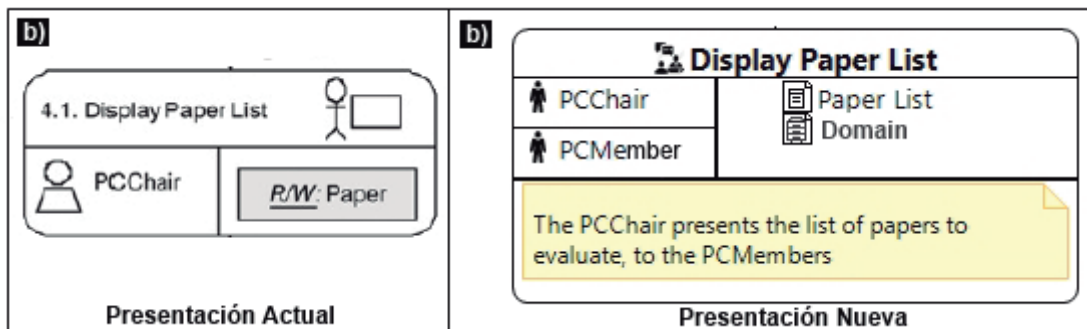 b)
4.1. Display Paper List
PCChair
R/W: Paper
Presentación Actual
b)
Display Paper List
PCChair
PCMember
Paper List
Domain
The PCChair presents the list of papers to
evaluate, to the PCMembers
Presentación Nueva